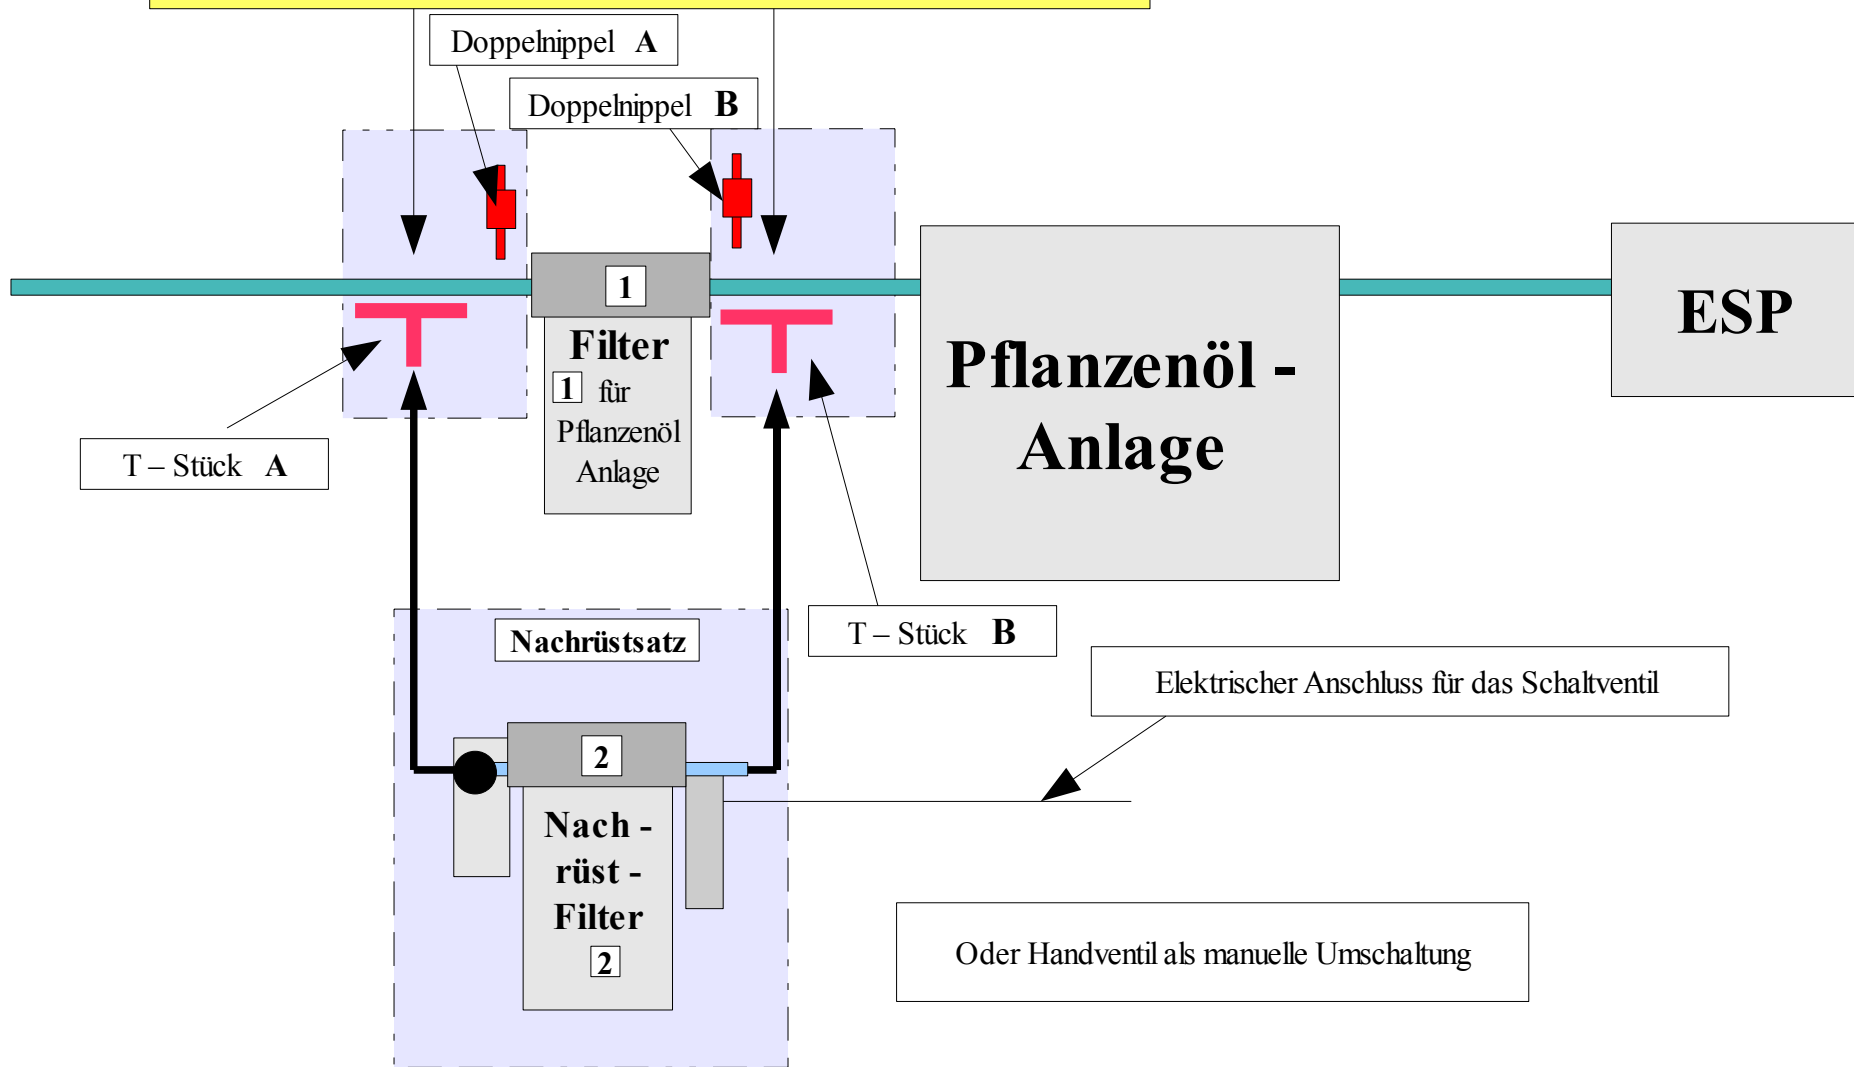 Doppelnippel A
Doppelnippel B
1
Filter
1 für
Pflanzenöl
Anlage
Pflanzenöl -
Anlage
ESP
T – Stück A
T – Stück B
Nachrüstsatz
Elektrischer Anschluss für das Schaltventil
2
Nach -
rüst -
Filter
2
Oder Handventil als manuelle Umschaltung